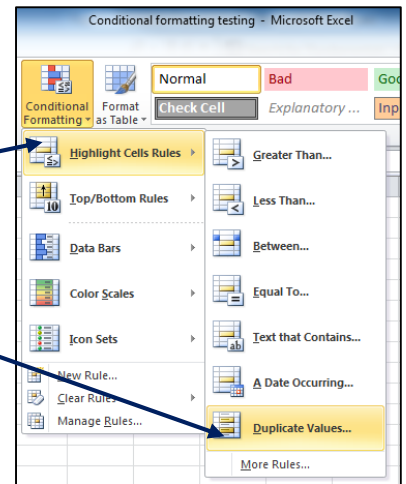 Conditional formatting testing - Microsoft Excel
Normal Bad Goo
Conditional Formatting Format as Table Check Cell Explanatory ... Inp
Highlight Cells Rules
Top/Bottom Rules
Data Bars
Color Scales
Icon Sets
New Rule...
Clear Rules
Manage Rules...
Greater Than...
Less Than...
Between...
Equal To...
Text that Contains...
A Date Occurring...
Duplicate Values...
More Rules...